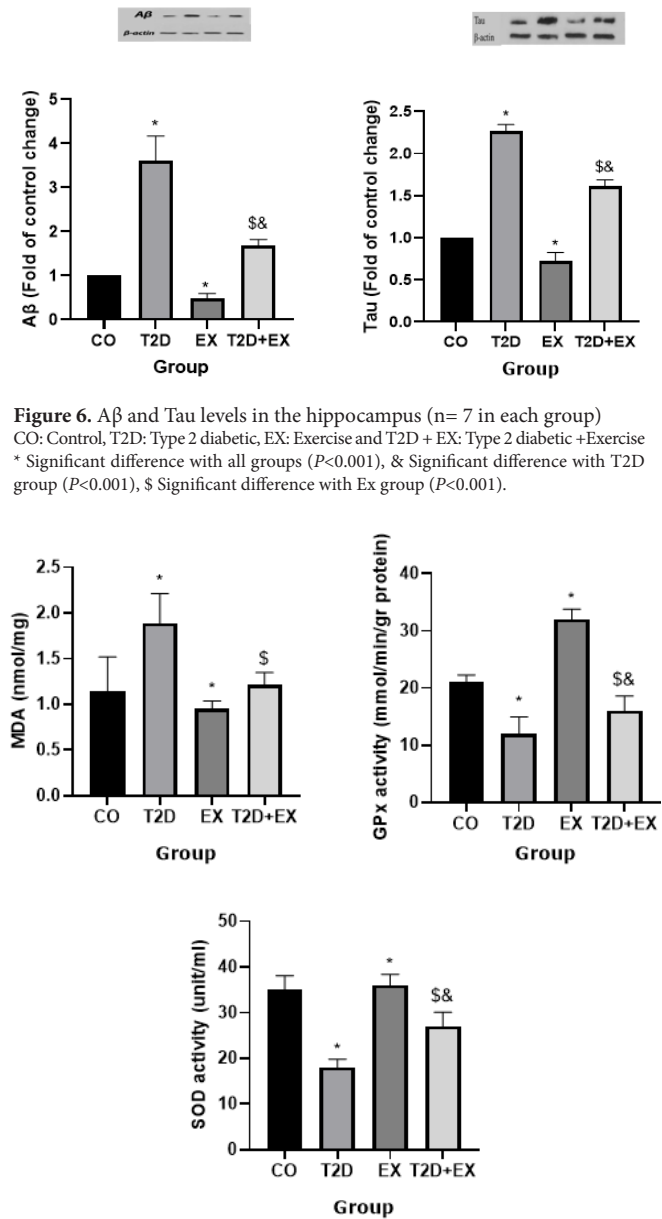 Aβ
β-actin
Tau
β-actin
Aβ (Fold of control change)
5
4
3
2
1
0
*
*
$&
CO T2D EX T2D+EX
Group
Tau (Fold of control change)
2.5
2.0
1.5
1.0
0.5
0.0
*
*
$&
CO T2D EX T2D+EX
Group
Figure 6. Aβ and Tau levels in the hippocampus (n= 7 in each group)
CO: Control, T2D: Type 2 diabetic, EX: Exercise and T2D + EX: Type 2 diabetic +Exercise
* Significant difference with all groups (P<0.001), & Significant difference with T2D
group (P<0.001), $ Significant difference with Ex group (P<0.001).
MDA (nmol/mg)
2.5
2.0
1.5
1.0
0.5
0.0
*
*
$
CO T2D EX T2D+EX
Group
GPx activity (mmol/min/gr protein)
40
30
20
10
0
*
*
$&
CO T2D EX T2D+EX
Group
SOD activity (unit/ml)
50
40
30
20
10
0
*
*
$&
CO T2D EX T2D+EX
Group